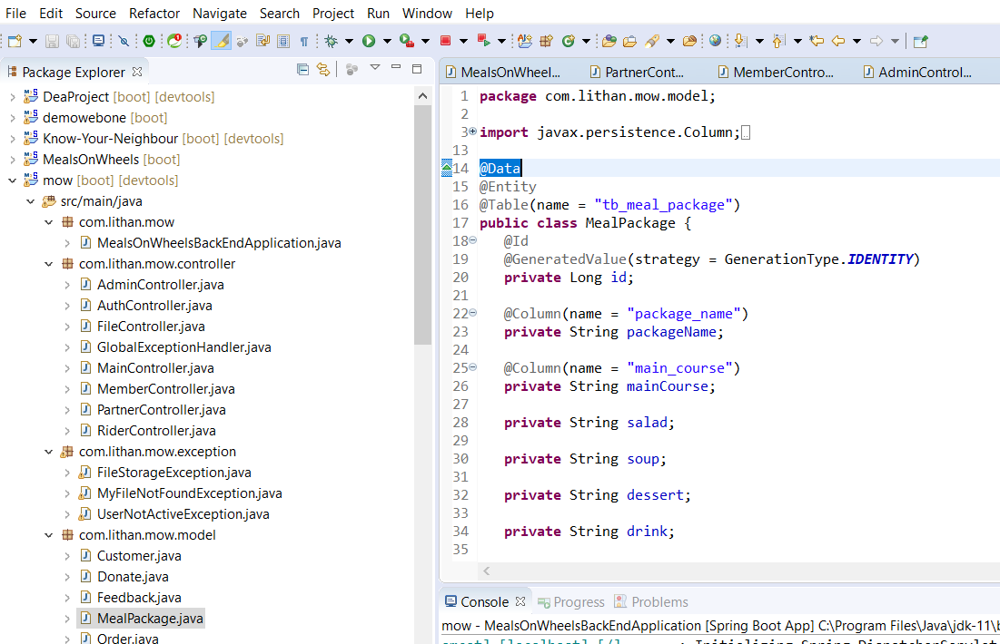 File Edit Source Refactor Navigate Search Project Run Window Help
Package Explorer
DeaProject [boot] [devtools]
demowebone [boot]
Know-Your-Neighbour [boot] [devtools]
MealsOnWheels [boot]
mow [boot] [devtools]
src/main/java
com.lithan.mow
MealsOnWheelsBackEndApplication.java
com.lithan.mow.controller
AdminController.java
AuthController.java
FileController.java
GlobalExceptionHandler.java
MainController.java
MemberController.java
PartnerController.java
RiderController.java
com.lithan.mow.exception
FileStorageException.java
MyFileNotFoundException.java
UserNotActiveException.java
com.lithan.mow.model
Customer.java
Donate.java
Feedback.java
MealPackage.java
Order.java
MealsOnWheel... PartnerCont... MemberContro... AdminControl...
1 package com.lithan.mow.model;
2
3 import javax.persistence.Column;
13
14 @Data
15 @Entity
16 @Table(name = "tb_meal_package")
17 public class MealPackage {
18 @Id
19 @GeneratedValue(strategy = GenerationType.IDENTITY)
20 private Long id;
21
22 @Column(name = "package_name")
23 private String packageName;
24
25 @Column(name = "main_course")
26 private String mainCourse;
27
28 private String salad;
29
30 private String soup;
31
32 private String dessert;
33
34 private String drink;
35
Console Progress Problems
mow - MealsOnWheelsBackEndApplication [Spring Boot App] C:\Program Files\Java\jdk-11\b